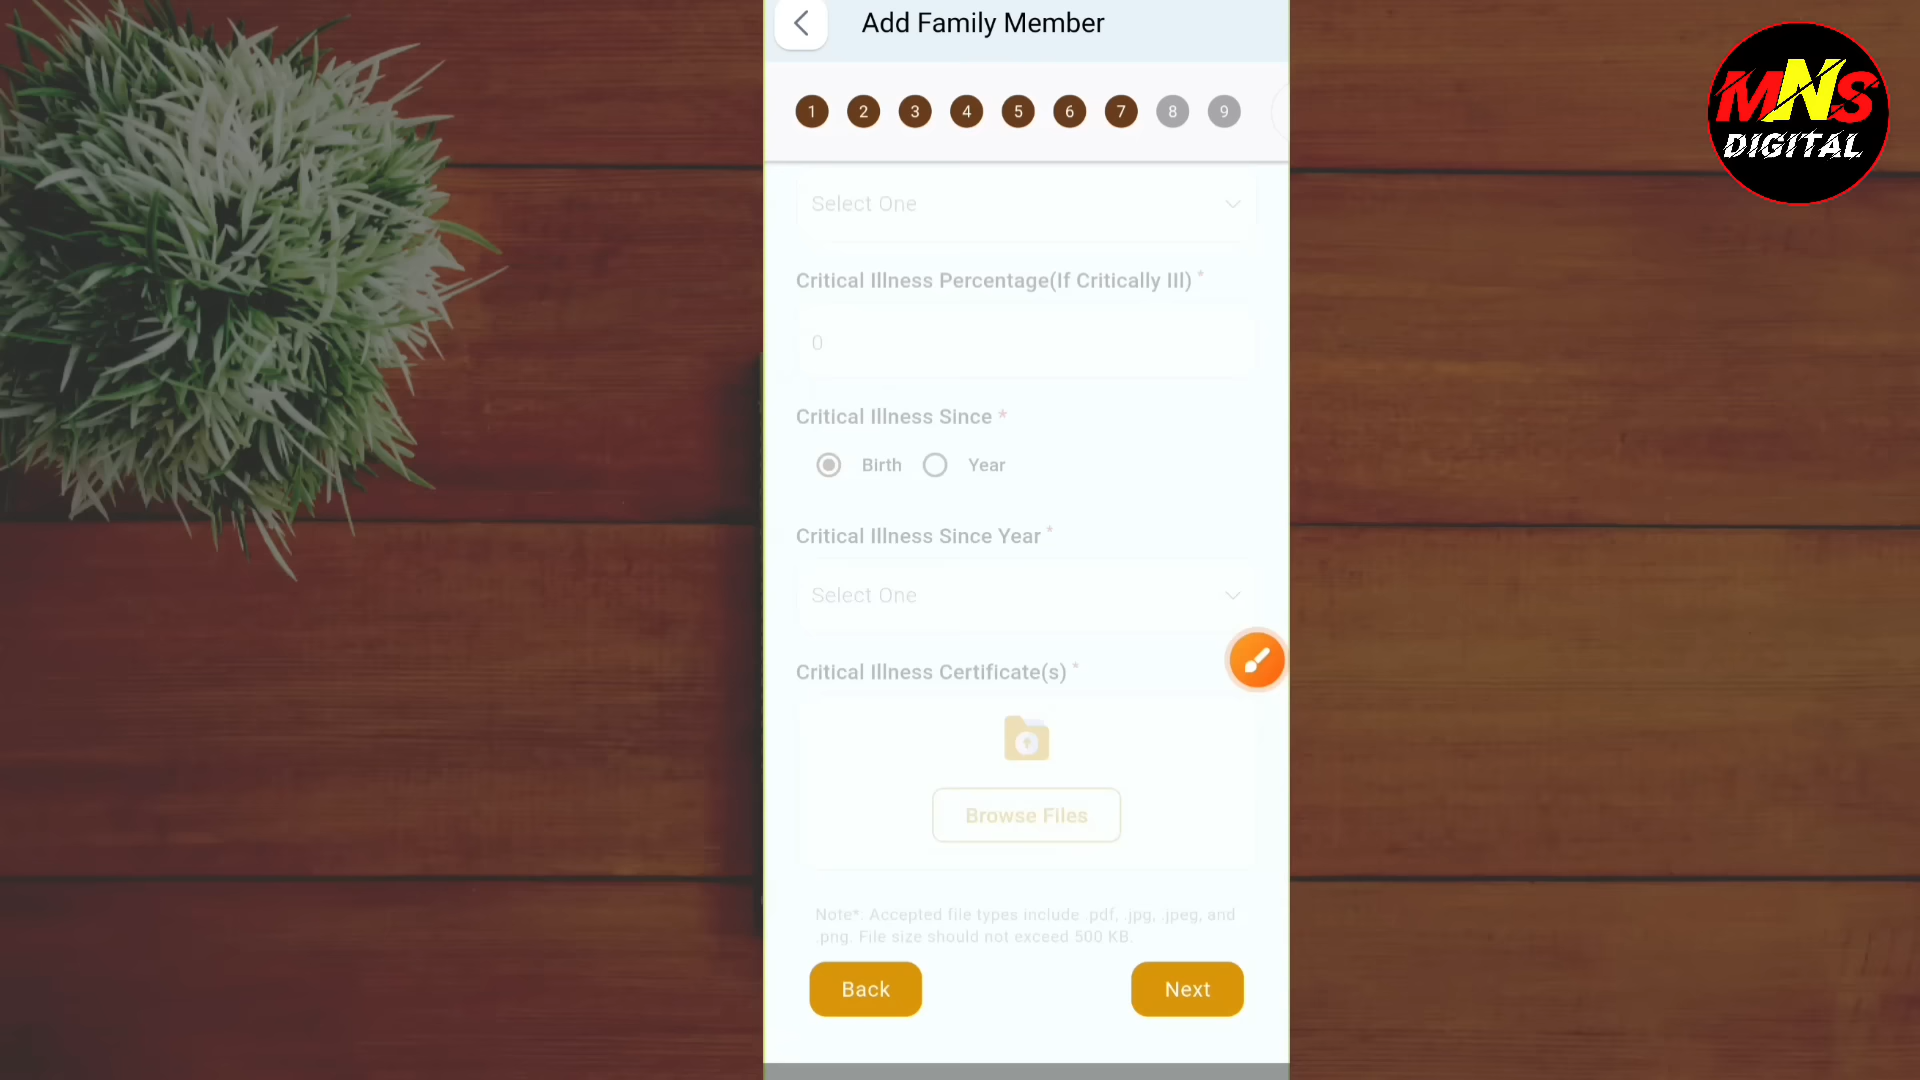 Add Family Member
1 2 3 4 5 6 7 8 9
Select One
Critical Illness Percentage(If Critically Ill) *
0
Critical Illness Since *
Birth Year
Critical Illness Since Year *
Select One
Critical Illness Certificate(s) *
Browse Files
Note*. Accepted file types include .pdf, .jpg, .jpeg, and
.png. File size should not exceed 500 KB.
Back Next
MNS
DIGITAL